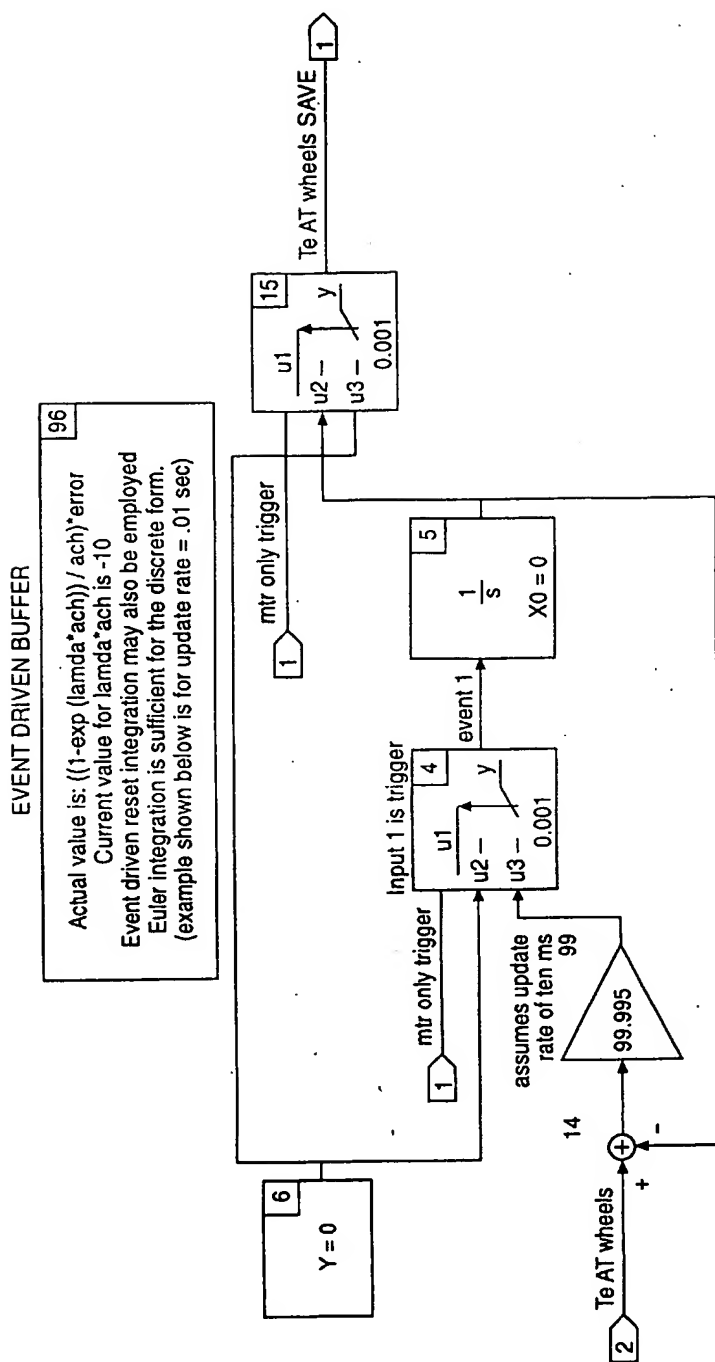 EVENT DRIVEN BUFFER
96
Actual value is: ((1-exp (lamda*ach)) / ach)*error
Current value for lamda*ach is -10
Event driven reset integration may also be employed
Euler integration is sufficient for the discrete form.
(example shown below is for update rate = .01 sec)
6
Y = 0
1
mtr only trigger
15
u1
u2
u3
y
0.001
Te AT wheels SAVE
1
Input 1 is trigger
1
mtr only trigger
4
u1
u2
u3
y
0.001
event 1
5
1
s
X0 = 0
assumes update
rate of ten ms
99
99.995
14
+
+
-
2
Te AT wheels